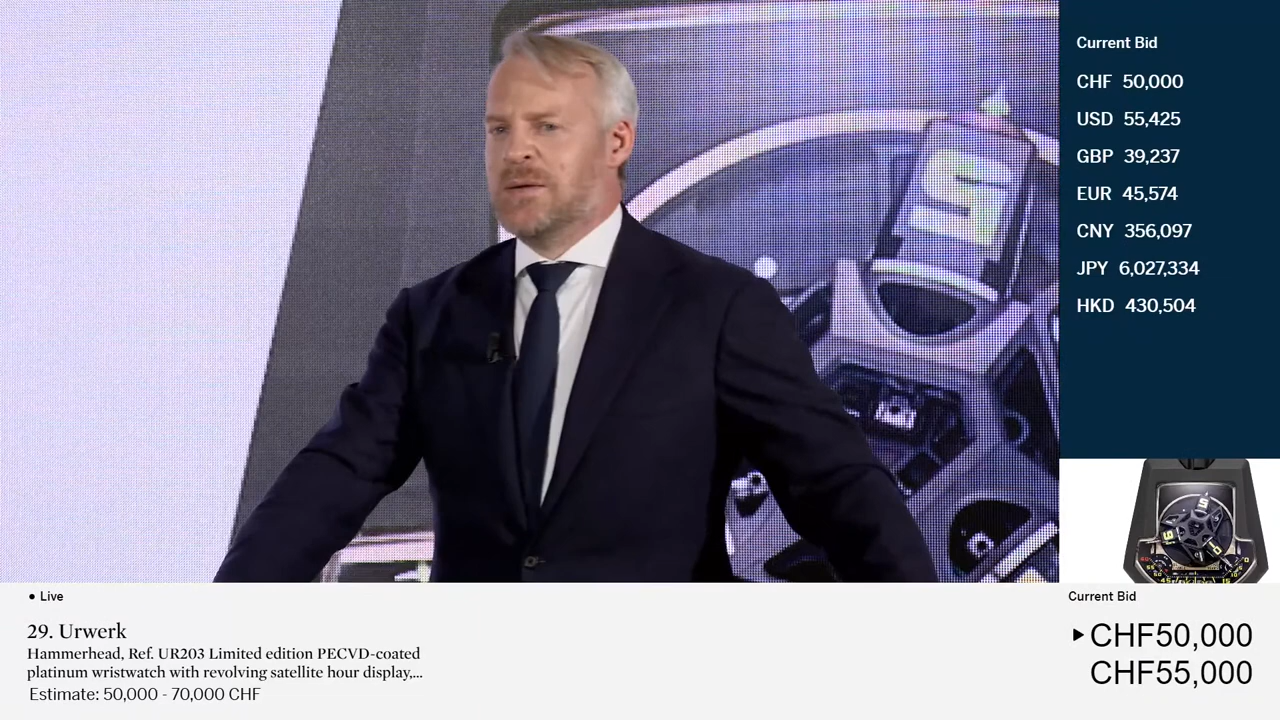 Current Bid
CHF 50,000
USD 55,425
GBP 39,237
EUR 45,574
CNY 356,097
JPY 6,027,334
HKD 430,504
• Live
29. Urwerk
Hammerhead, Ref. UR203 Limited edition PECVD-coated
platinum wristwatch with revolving satellite hour display,...
Estimate: 50,000 - 70,000 CHF
Current Bid
CHF50,000
CHF55,000